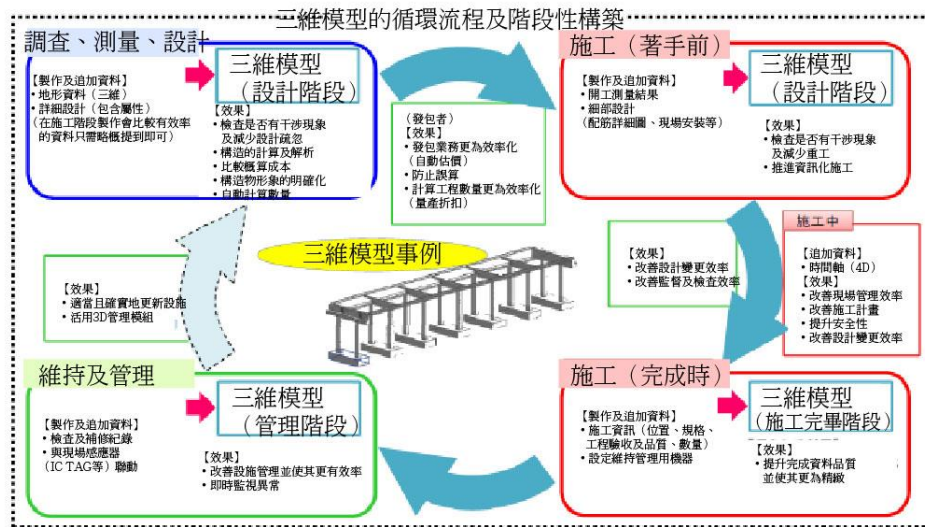 三維模型的循環流程及階段性構築
調查、測量、設計
【製作及追加資料】
•地形資料（三維）
•詳細設計（包含屬性）
(在施工階段製作會比較有效率
的資料只需略概提到即可）
三維模型
（設計階段）
【效果】
•檢查是否有干涉現象
及減少設計疏忽
•構造的計算及解析
•比較概算成本
•構造物形象的明確化
•自動計算數量
（發包者）
【效果】
•發包業務更為效率化
（自動估價）
•防止誤算
•計算工程數量更為效率化
（量產折扣）
施工（著手前）
【製作及追加資料】
•開工測量結果
•細部設計
（配筋詳細圖、現場安裝等）
三維模型
（設計階段）
【效果】
•檢查是否有干涉現象
及減少重工
•推進資訊化施工
施工中
【追加資料】
•時間軸（4D）
【效果】
•改善現場管理效率
•改善施工計畫
•提升安全性
•改善設計變更效率
【效果】
•改善設計變更效率
•改善監督及檢查效率
三維模型事例
【效果】
•適當且確實地更新設施
•活用3D管理模組
維持及管理
【製作及追加資料】
•檢查及補修紀錄
•與現場感應器
(IC TAG等）聯動
三維模型
（管理階段）
【效果】
•改善設施管理並使其更有效率
•即時監視異常
施工（完成時）
【製作及追加資料】
•施工資訊（位置、規格、
工程驗收及品質、數量）
•設定維持管理用機器
三維模型
（施工完畢階段）
【效果】
•提升完成資料品質
並使其更為精緻